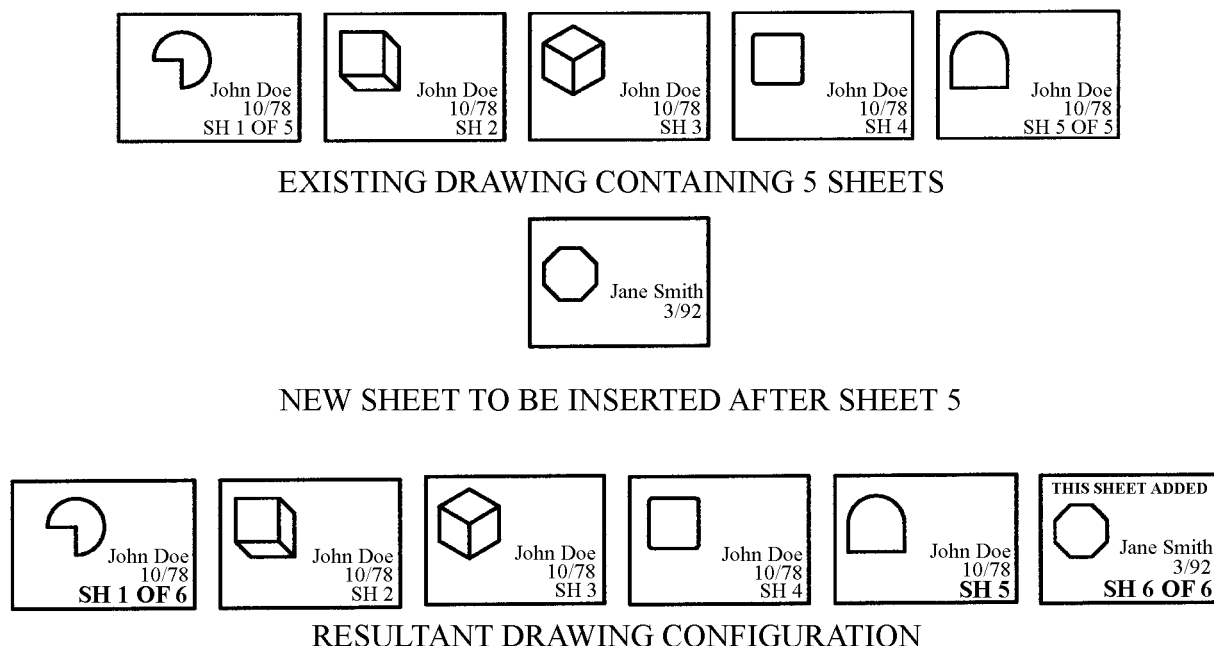 John Doe
10/78
SH 1 OF 5
John Doe
10/78
SH 2
John Doe
10/78
SH 3
John Doe
10/78
SH 4
John Doe
10/78
SH 5 OF 5
EXISTING DRAWING CONTAINING 5 SHEETS
Jane Smith
3/92
NEW SHEET TO BE INSERTED AFTER SHEET 5
John Doe
10/78
SH 1 OF 6
John Doe
10/78
SH 2
John Doe
10/78
SH 3
John Doe
10/78
SH 4
John Doe
10/78
SH 5
THIS SHEET ADDED
Jane Smith
3/92
SH 6 OF 6
RESULTANT DRAWING CONFIGURATION